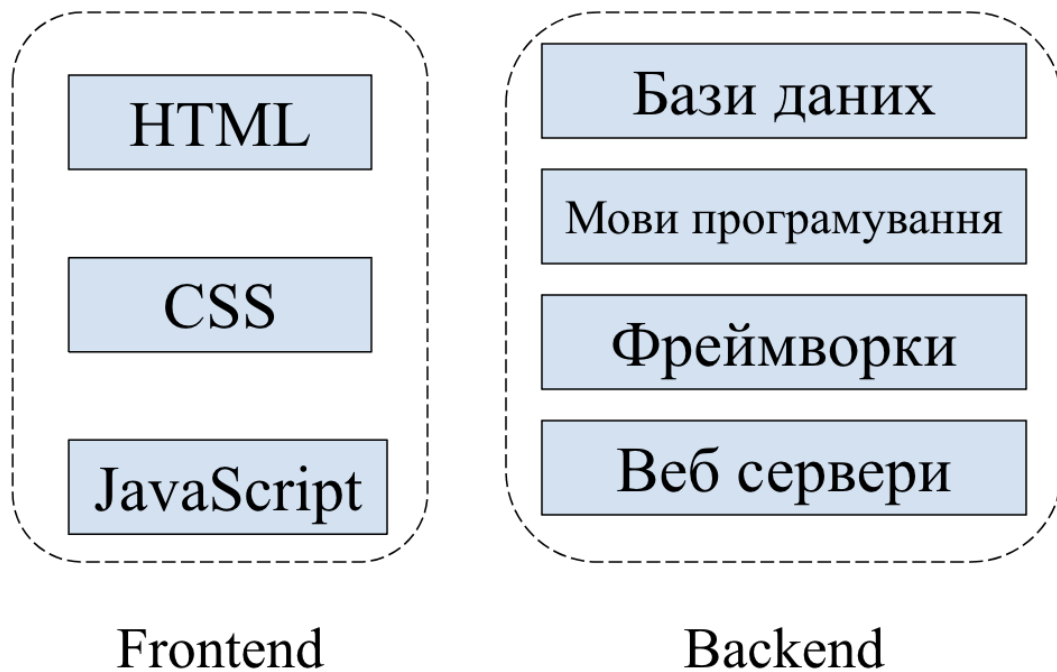 HTML
CSS
JavaScript
Frontend
Бази даних
Мови програмування
Фреймворки
Веб сервери
Backend